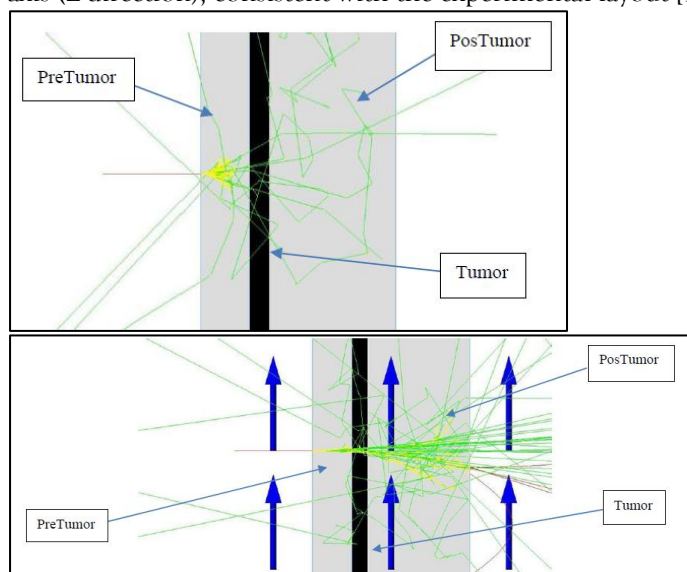 axis (Z direction), consistent with the experimental layout
PosTumor
PreTumor
Tumor
PosTumor
PreTumor
Tumor